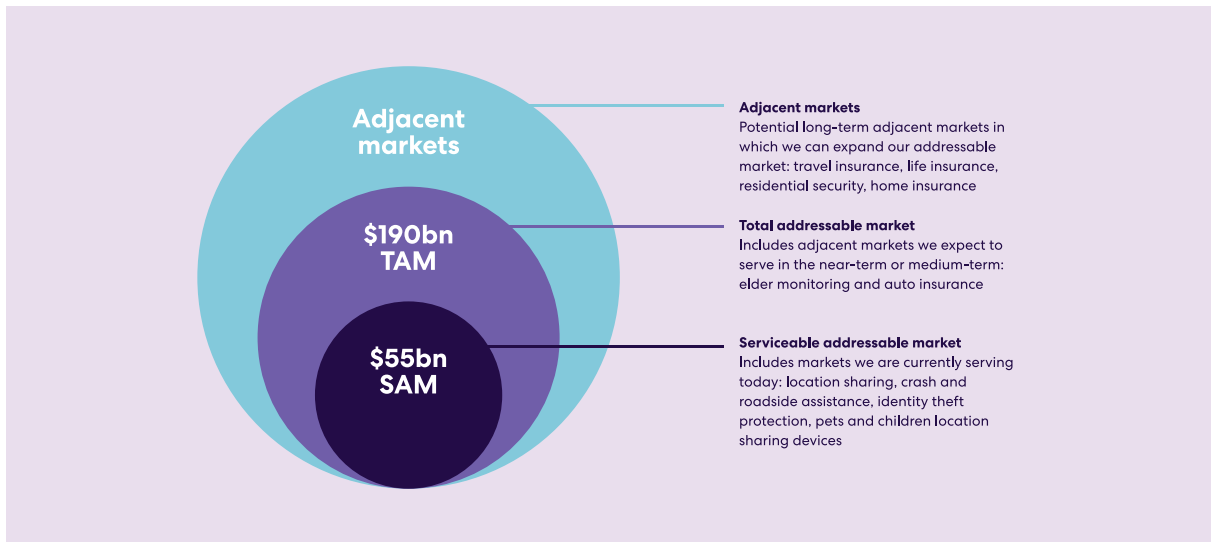 Adjacent
markets
$190bn
TAM
$55bn
SAM
Adjacent markets
Potential long-term adjacent markets in
which we can expand our addressable
market: travel insurance, life insurance,
residential security, home insurance
Total addressable market
Includes adjacent markets we expect to
serve in the near-term or medium-term:
elder monitoring and auto insurance
Serviceable addressable market
Includes markets we are currently serving
today: location sharing, crash and
roadside assistance, identity theft
protection, pets and children location
sharing devices